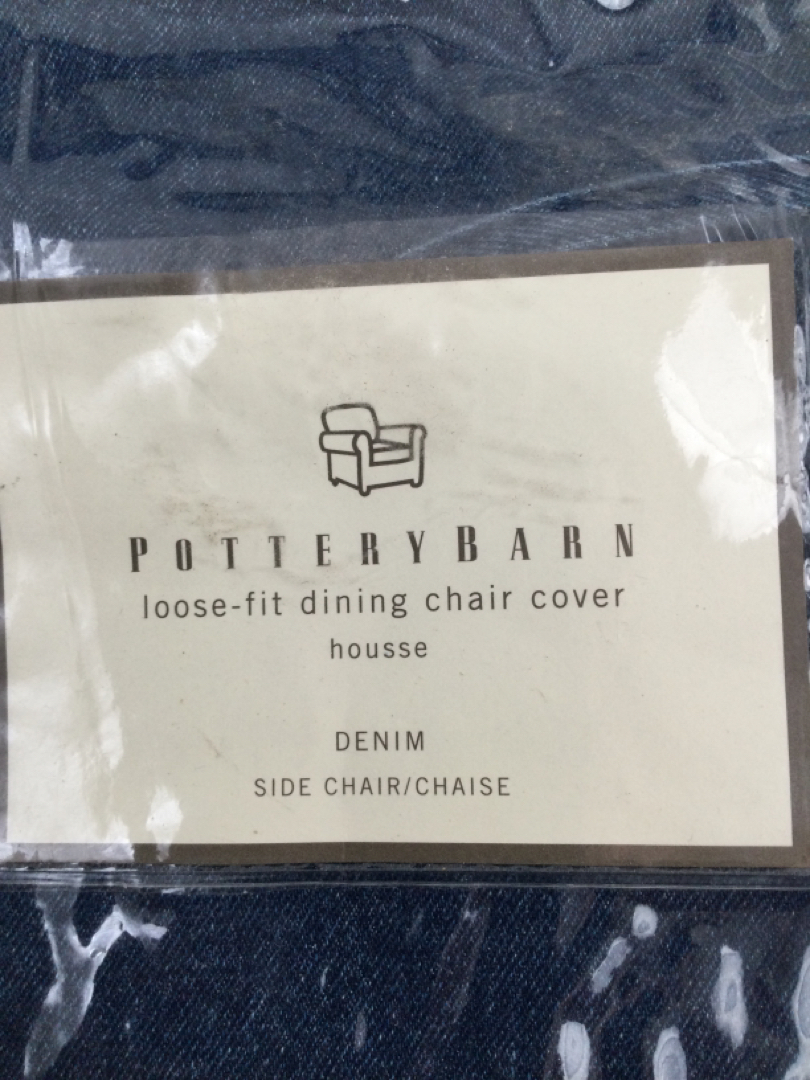 POTTERYBARN
loose-fit dining chair cover
housse
DENIM
SIDE CHAIR/CHAISE